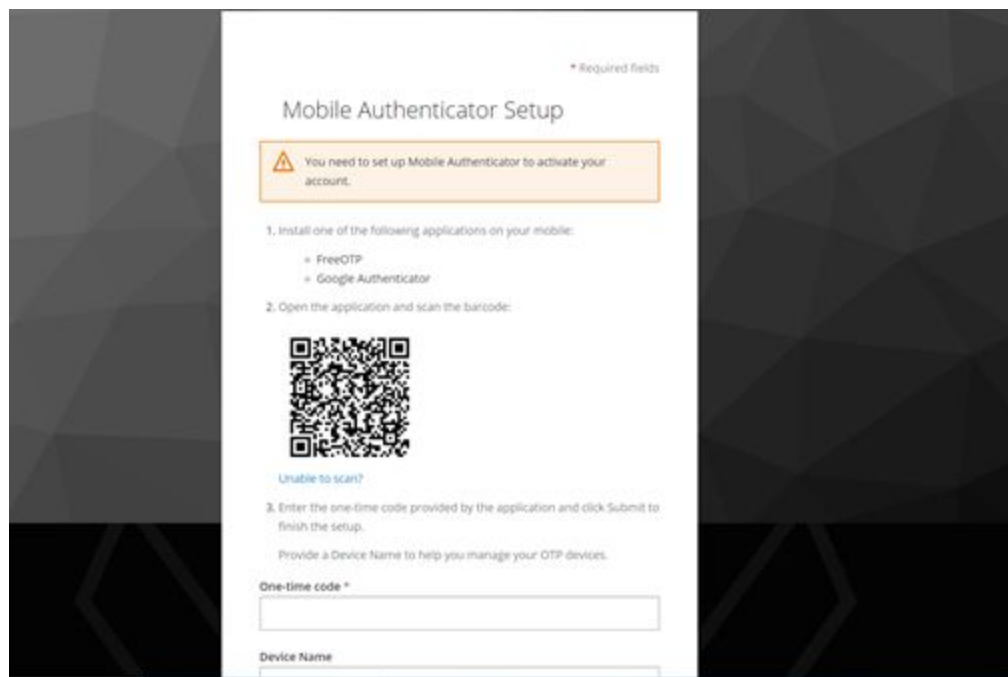 * Required fields
Mobile Authenticator Setup
You need to set up Mobile Authenticator to activate your
account.
1. Install one of the following applications on your mobile:
FreeOTP
Google Authenticator
2. Open the application and scan the barcode:
Unable to scan?
3. Enter the one-time code provided by the application and click Submit to
finish the setup.
Provide a Device Name to help you manage your OTP devices.
One-time code *
Device Name